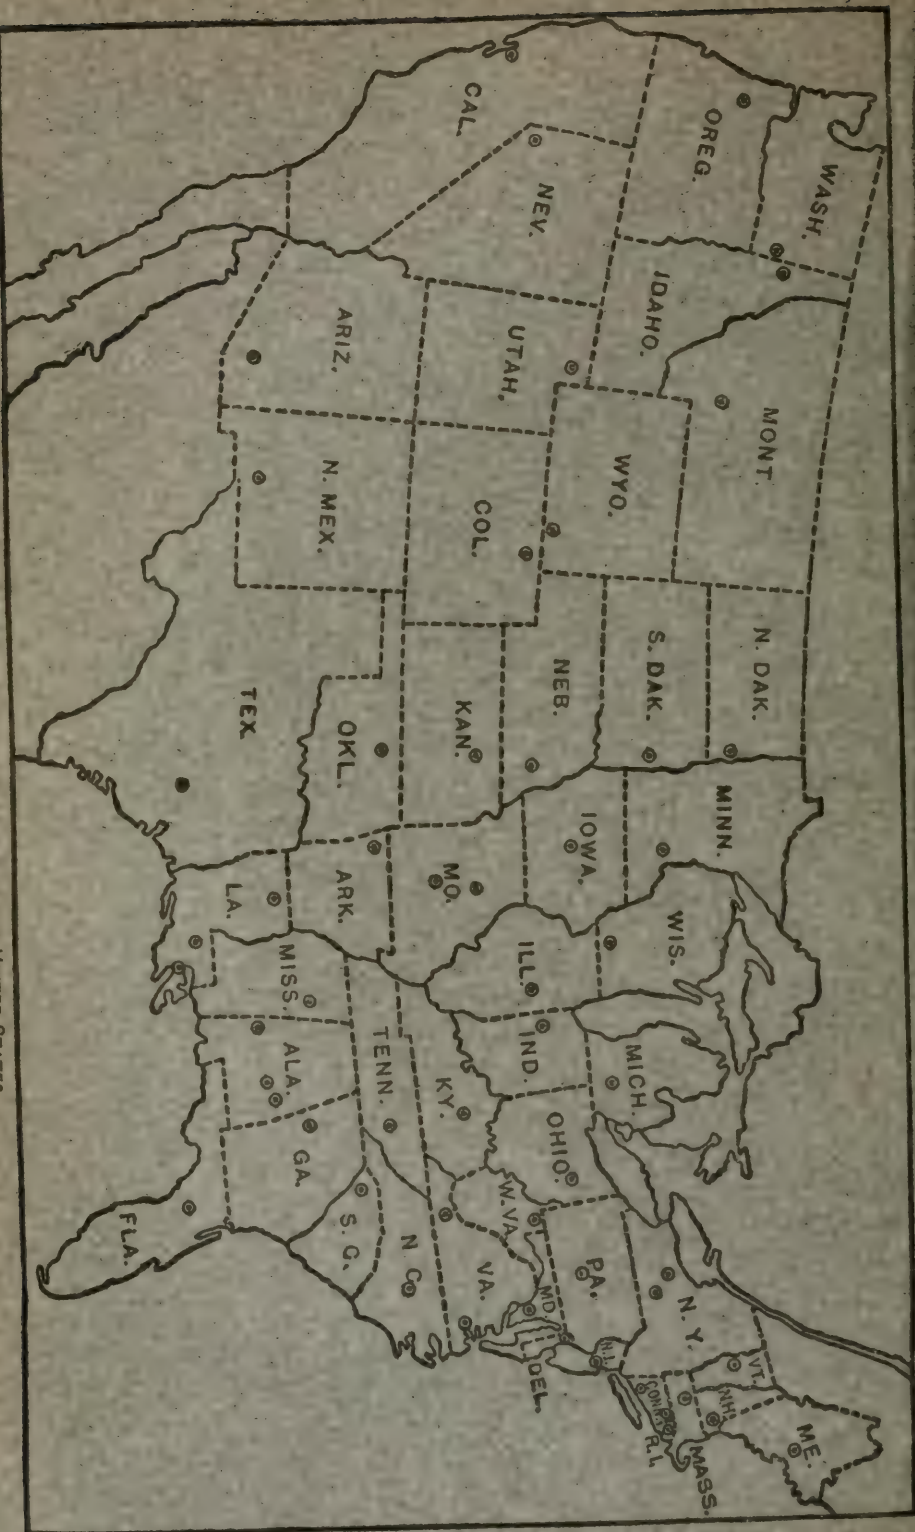 WASH.
OREG.
CAL.
NEV.
IDAHO.
MONT.
WYO.
UTAH.
COL.
ARIZ.
N. MEX.
N. DAK.
S. DAK.
NEB.
KAN.
OKL.
TEX.
MINN.
IOWA.
MO.
ARK.
LA.
WIS.
ILL.
MICH.
IND.
OHIO.
KY.
TENN.
MISS.
ALA.
GA.
FLA.
S. C.
N. C.
VA.
W. VA.
MD.
DEL.
PA.
N. J.
N. Y.
CONN.
R. I.
MASS.
VT.
N.H.
ME.